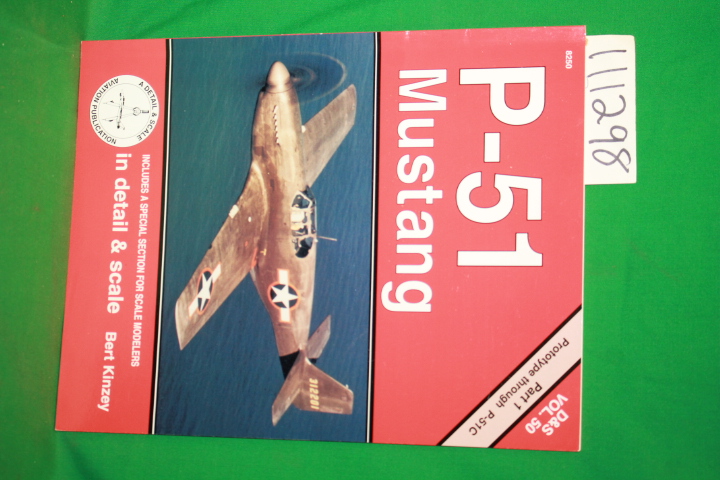 8250
P-51
Mustang
D&S
VOL. 50
Part 1
Prototype through P-51C
312201
A DETAIL & SCALE
AVIATION PUBLICATION
INCLUDES A SPECIAL SECTION FOR SCALE MODELERS
in detail & scale Bert Kinzey
111298